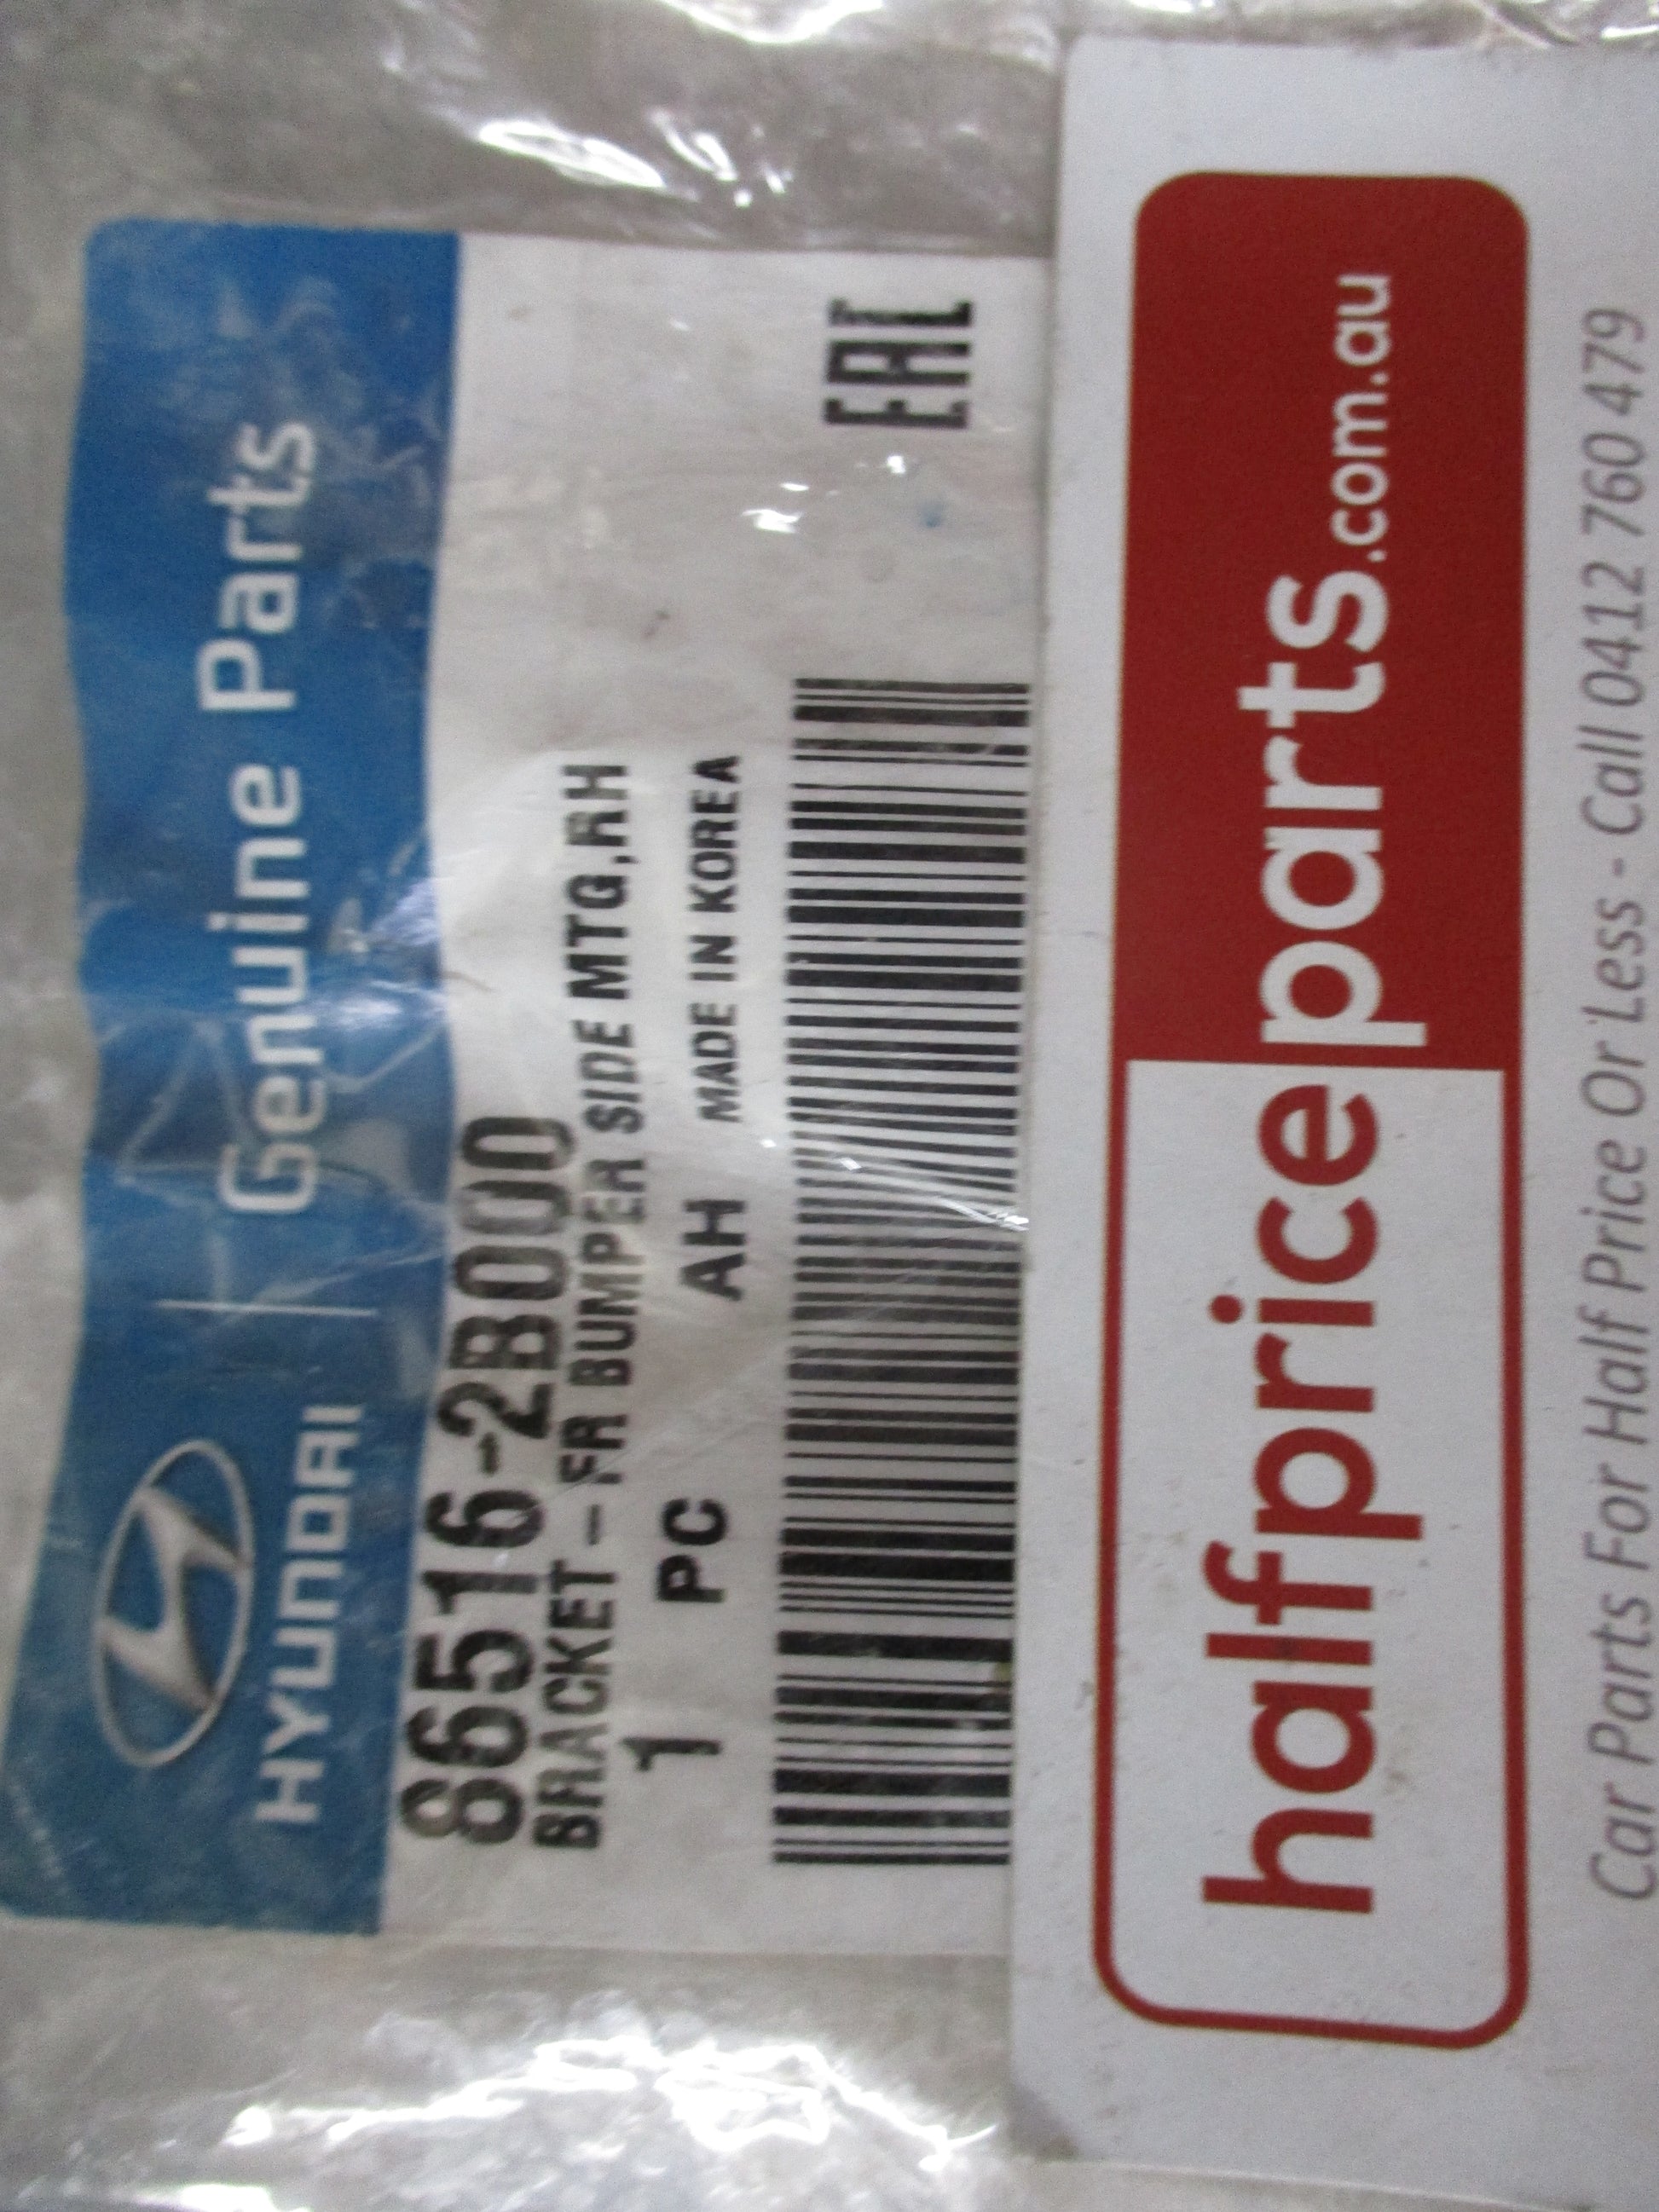 HYUNDAI | Genuine Parts
86516-2B000
BRACKET-FR BUMPER SIDE MTG,RH
1 PC AH MADE IN KOREA
EAC
halfpriceparts.com.au
Car Parts For Half Price Or Less - Call 0412 760 479